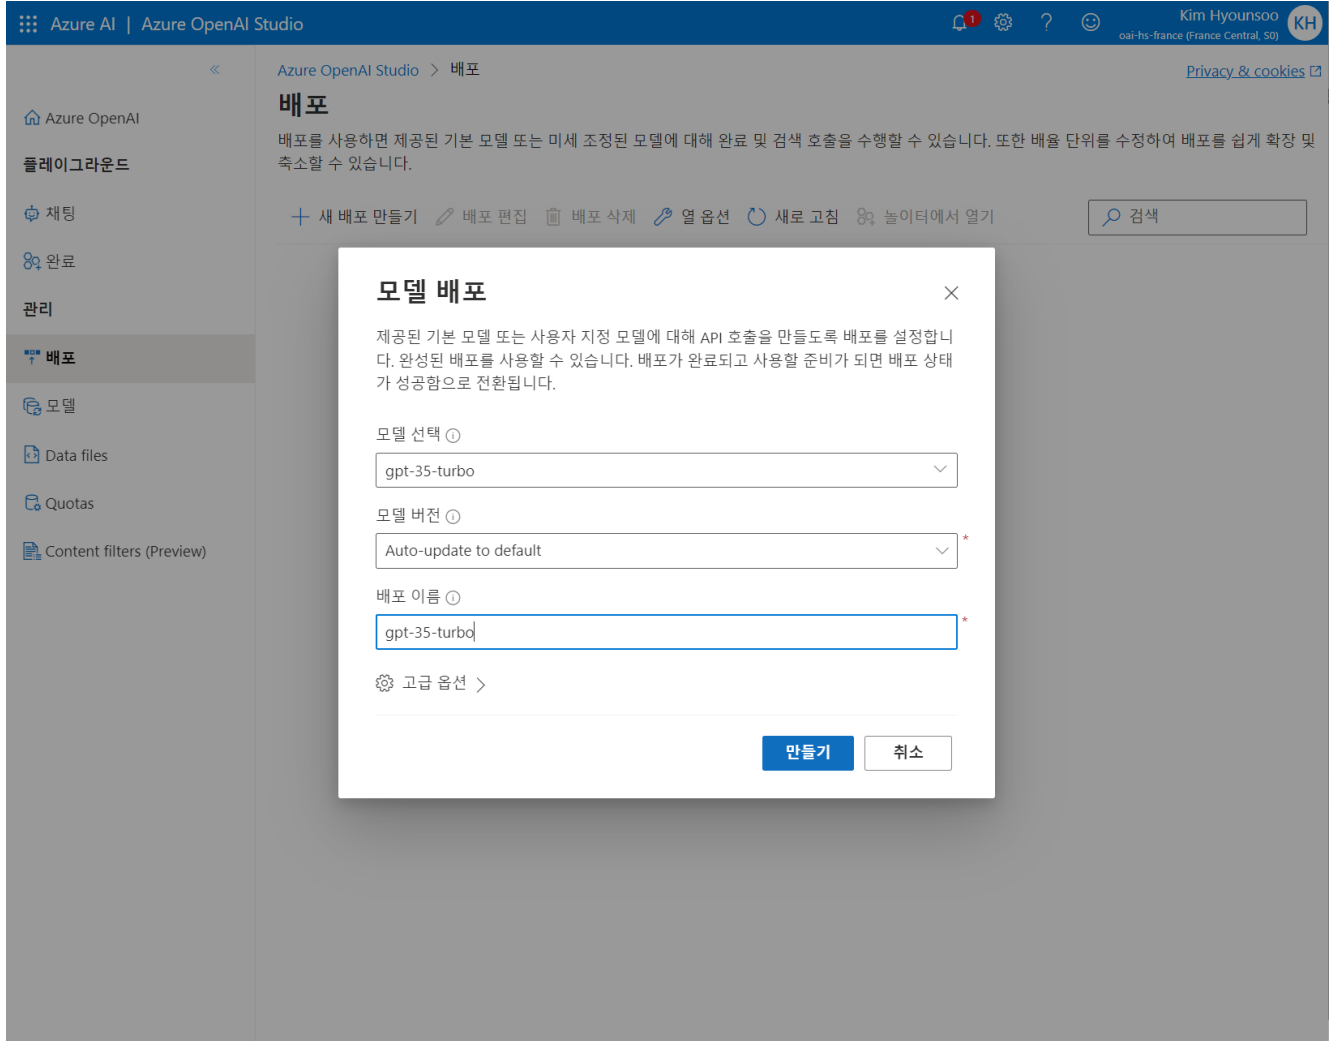 Azure AI | Azure OpenAI Studio
1
Kim Hyounsoo
oai-hs-france (France Central, S0)
KH
Azure OpenAI Studio > 배포
Privacy & cookies
배포
배포를 사용하면 제공된 기본 모델 또는 미세 조정된 모델에 대해 완료 및 검색 호출을 수행할 수 있습니다. 또한 배율 단위를 수정하여 배포를 쉽게 확장 및
축소할 수 있습니다.
Azure OpenAI
플레이그라운드
채팅
완료
관리
배포
모델
Data files
Quotas
Content filters (Preview)
새 배포 만들기 배포 편집 배포 삭제 열 옵션 새로 고침 놀이터에서 열기 검색
모델 배포
제공된 기본 모델 또는 사용자 지정 모델에 대해 API 호출을 만들도록 배포를 설정합니
다. 완성된 배포를 사용할 수 있습니다. 배포가 완료되고 사용할 준비가 되면 배포 상태
가 성공함으로 전환됩니다.
모델 선택
gpt-35-turbo
모델 버전
Auto-update to default *
배포 이름
gpt-35-turbo *
고급 옵션 >
만들기 취소